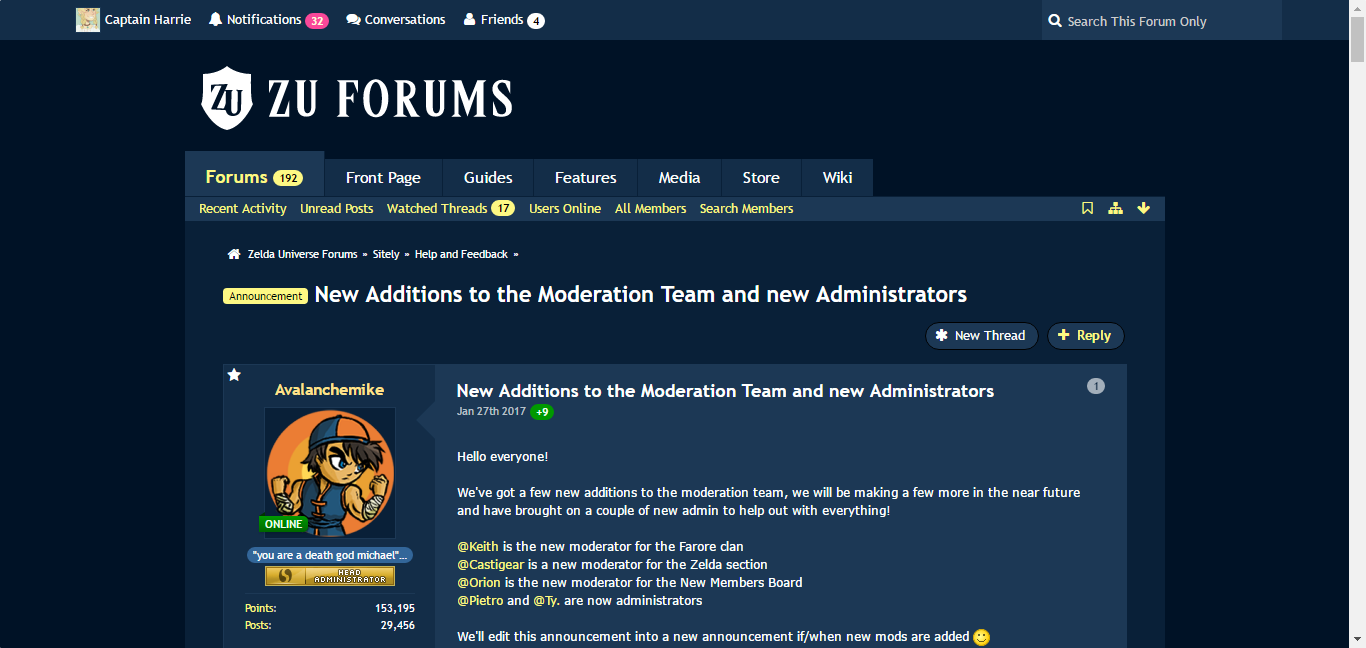 Captain Harrie Notifications 32 Conversations Friends 4 Search This Forum Only
ZU ZU FORUMS
Forums 192 Front Page Guides Features Media Store Wiki
Recent Activity Unread Posts Watched Threads 17 Users Online All Members Search Members
Zelda Universe Forums » Sitely » Help and Feedback »
Announcement New Additions to the Moderation Team and new Administrators
New Thread Reply
Avalanchemike
ONLINE
"you are a death god michael"...
HEAD
ADMINISTRATOR
Points: 153,195
Posts: 29,456
New Additions to the Moderation Team and new Administrators 1
Jan 27th 2017 +9
Hello everyone!
We've got a few new additions to the moderation team, we will be making a few more in the near future
and have brought on a couple of new admin to help out with everything!
@Keith is the new moderator for the Farore clan
@Castigear is a new moderator for the Zelda section
@Orion is the new moderator for the New Members Board
@Pietro and @Ty. are now administrators
We'll edit this announcement into a new announcement if/when new mods are added